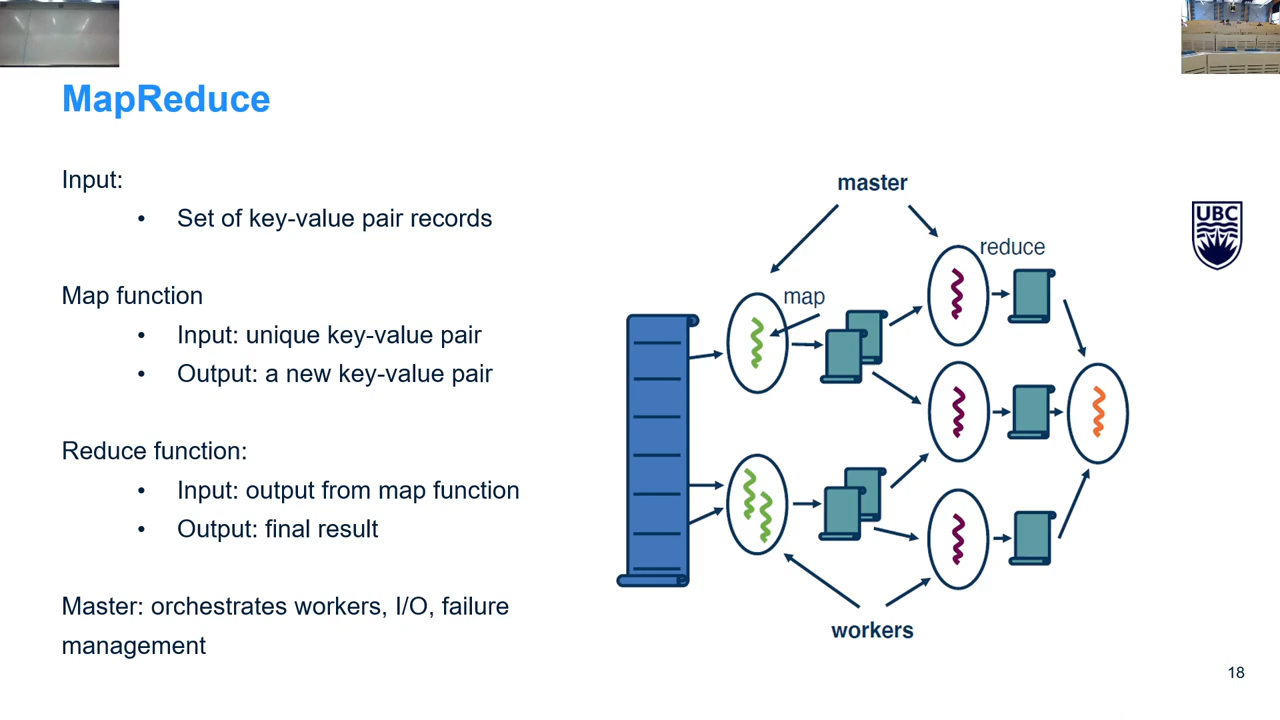 MapReduce
Input:
• Set of key-value pair records
Map function
• Input: unique key-value pair
• Output: a new key-value pair
Reduce function:
• Input: output from map function
• Output: final result
Master: orchestrates workers, I/O, failure
management
master
reduce
map
workers
UBC
18